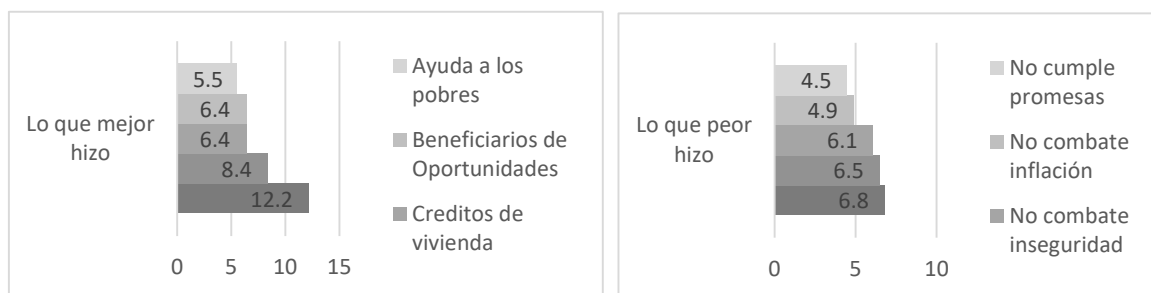 5.5
6.4
6.4
8.4
12.2
Lo que mejor
hizo
0 5 10 15
Ayuda a los
pobres
Beneficiarios de
Oportunidades
Creditos de
vivienda
4.5
4.9
6.1
6.5
6.8
Lo que peor
hizo
0 5 10
No cumple
promesas
No combate
inflación
No combate
inseguridad